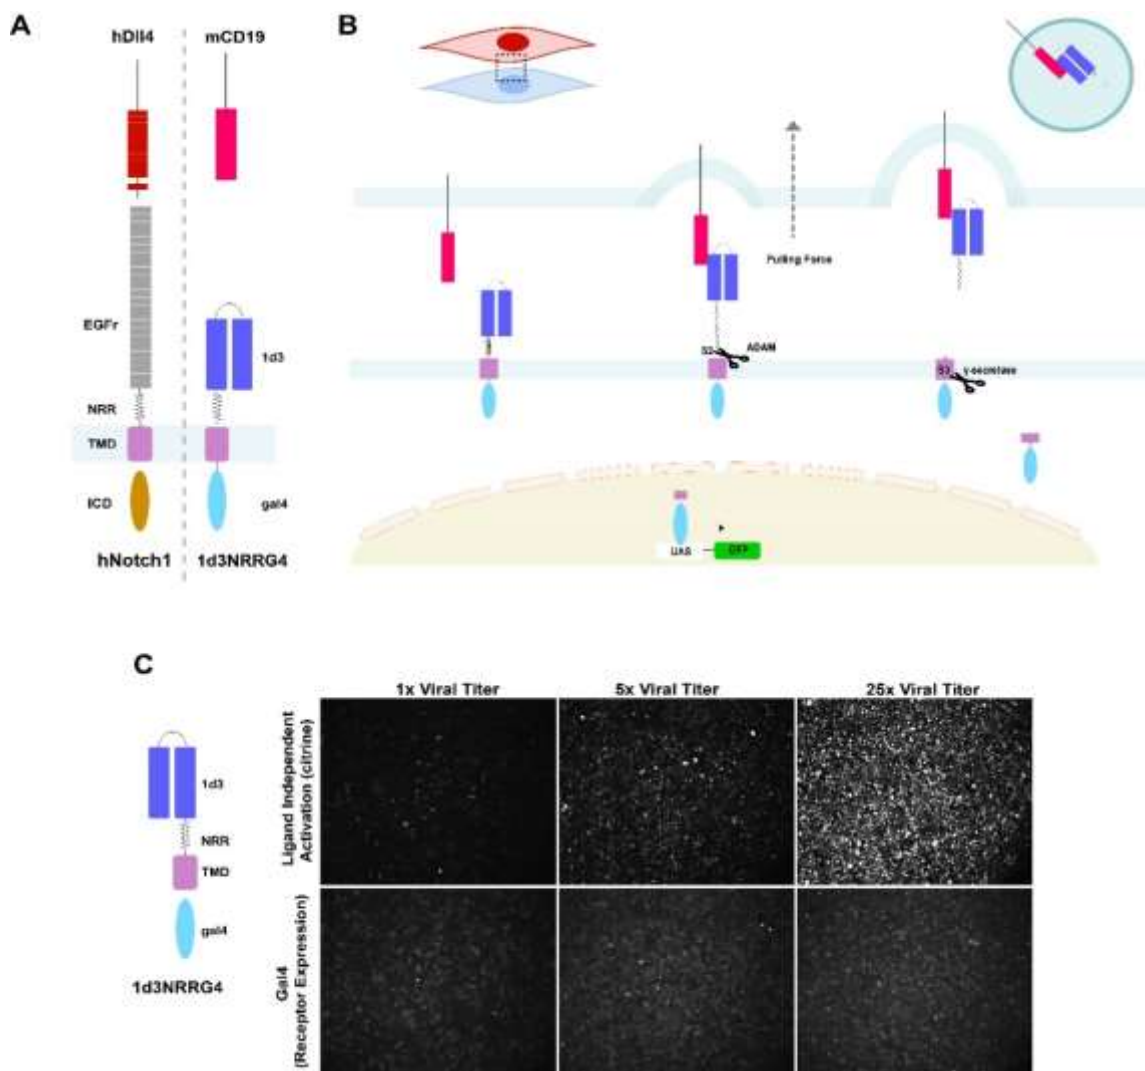 A
B
hDll4
mCD19
EGFr
1d3
NRR
TMD
ICD
gal4
hNotch1
1d3NRRG4
Pulling Force
S2
ADAM
S3
γ-secretase
UAS
GFP
C
1x Viral Titer
5x Viral Titer
25x Viral Titer
1d3
NRR
TMD
gal4
1d3NRRG4
Ligand Independent
Activation (citrine)
Gal4
(Receptor Expression)